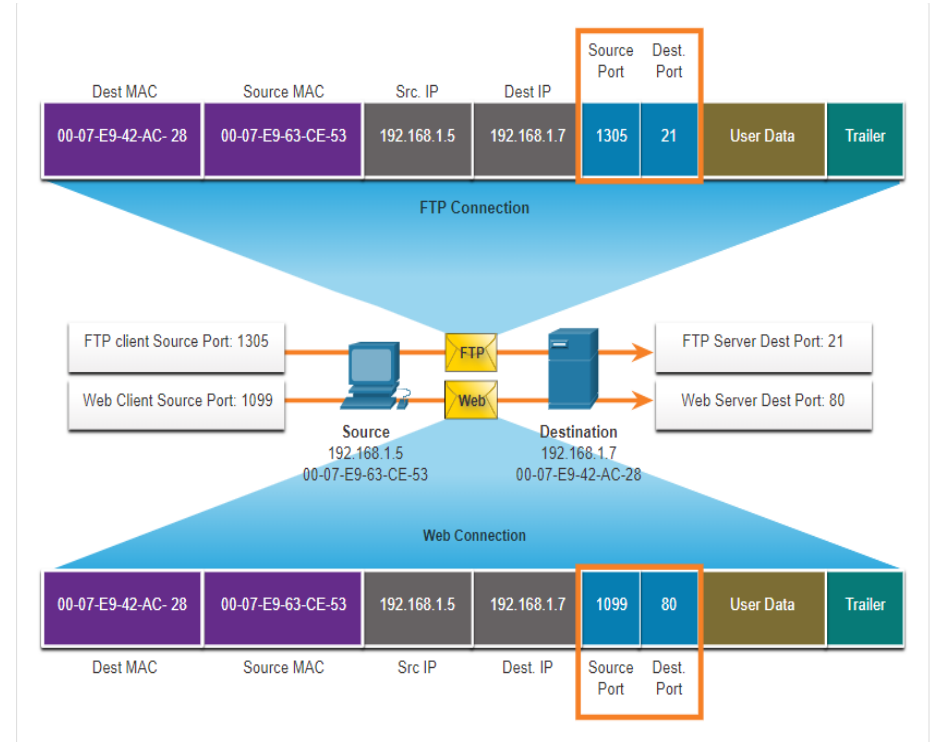 Source Dest.
Port Port
Dest MAC Source MAC Src. IP Dest IP
00-07-E9-42-AC- 28 00-07-E9-63-CE-53 192.168.1.5 192.168.1.7 1305 21 User Data Trailer
FTP Connection
FTP client Source Port: 1305 FTP FTP Server Dest Port: 21
Web Client Source Port: 1099 Web Web Server Dest Port: 80
Source Destination
192.168.1.5 192.168.1.7
00-07-E9-63-CE-53 00-07-E9-42-AC-28
Web Connection
00-07-E9-42-AC- 28 00-07-E9-63-CE-53 192.168.1.5 192.168.1.7 1099 80 User Data Trailer
Dest MAC Source MAC Src IP Dest. IP Source Dest.
Port Port